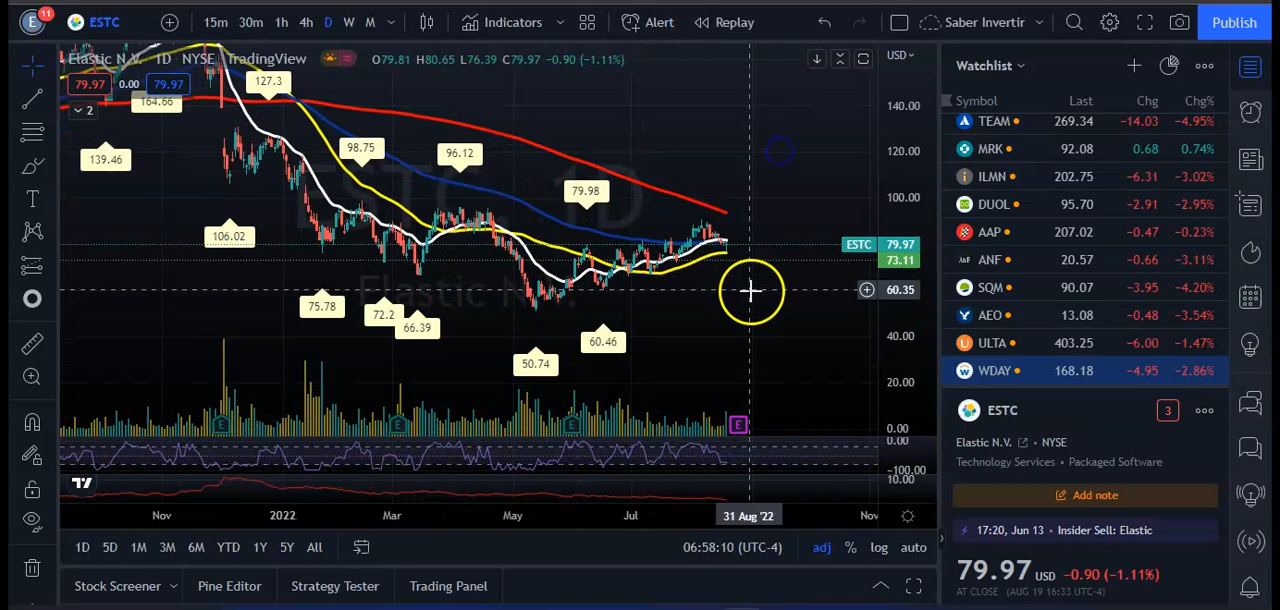 E 11 ESTC 15m 30m 1h 4h D W M Indicators Alert Replay Saber Invertir Publish
Elastic N.V. 1D NYSE TradingView O79.81 H80.65 L76.39 C79.97 -0.90 (-1.11%) USD
79.97 0.00 79.97
2
164.66
127.3
139.46
106.02
98.75
96.12
79.98
75.78
72.2
66.39
50.74
60.46
ESTC, 1D
Elastic N.V.
140.00
120.00
100.00
ESTC 79.97
73.11
60.35
40.00
20.00
0.00
0.00
-100.00
10.00
E E E E
Nov 2022 Mar May Jul 31 Aug '22 Nov
1D 5D 1M 3M 6M YTD 1Y 5Y All 06:58:10 (UTC-4) adj % log auto
Stock Screener Pine Editor Strategy Tester Trading Panel
Watchlist
Symbol Last Chg Chg%
TEAM 269.34 −14.03 −4.95%
MRK 92.08 0.68 0.74%
ILMN 202.75 −6.31 −3.02%
DUOL 95.70 −2.91 −2.95%
AAP 207.02 −0.47 −0.23%
ANF 20.57 −0.66 −3.11%
SQM 90.07 −3.95 −4.20%
AEO 13.08 −0.48 −3.54%
ULTA 403.25 −6.00 −1.47%
WDAY 168.18 −4.95 −2.86%
ESTC 3
Elastic N.V. NYSE
Technology Services • Packaged Software
Add note
17:20, Jun 13 • Insider Sell: Elastic
79.97 USD −0.90 (−1.11%)
AT CLOSE (AUG 19 16:33 UTC-4)